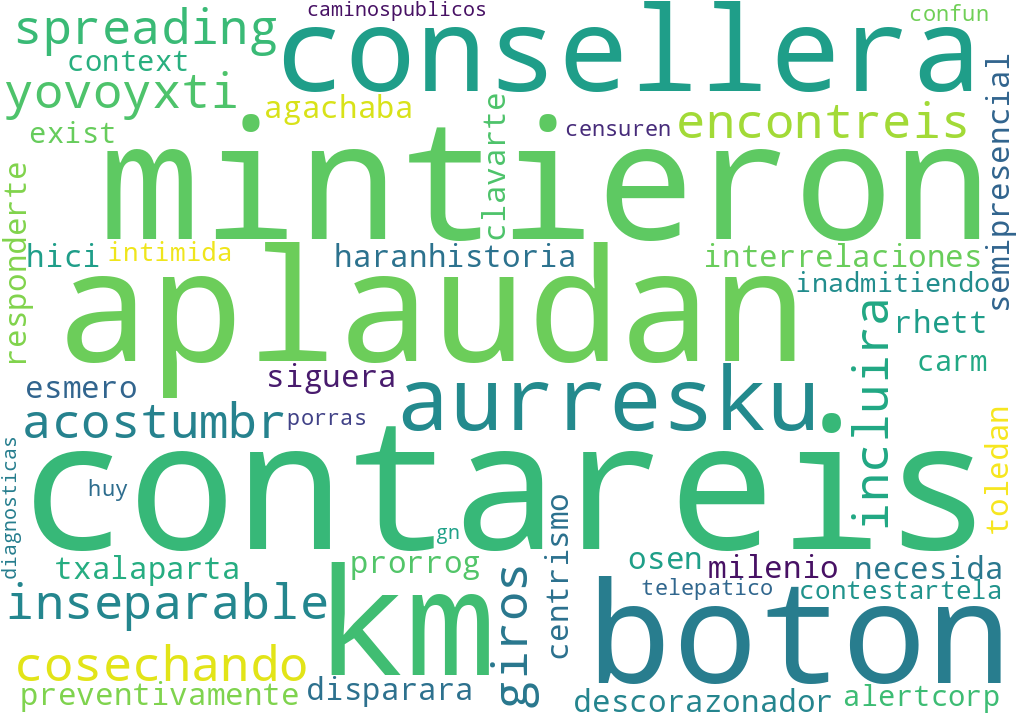 caminospublicos
spreading
consellera
confun
context
yovoyxti
agachaba
clavarte
censuren
encontreis
semipresencial
exist
mintieron
responderte
hici
intimida
haranhistoria
interrelaciones
aplaudan
inadmitiendo
incluira
rhett
carm
siguera
esmero
aurresku
acostumbr
porras
toledan
contareis
diagnosticas
huy
gn
centrismo
txalaparta
prorrog
osen
milenio
necesida
km
giros
boton
telepatico
contestartela
inseparable
cosechando
preventivamente
disparara
descorazonador
alertcorp